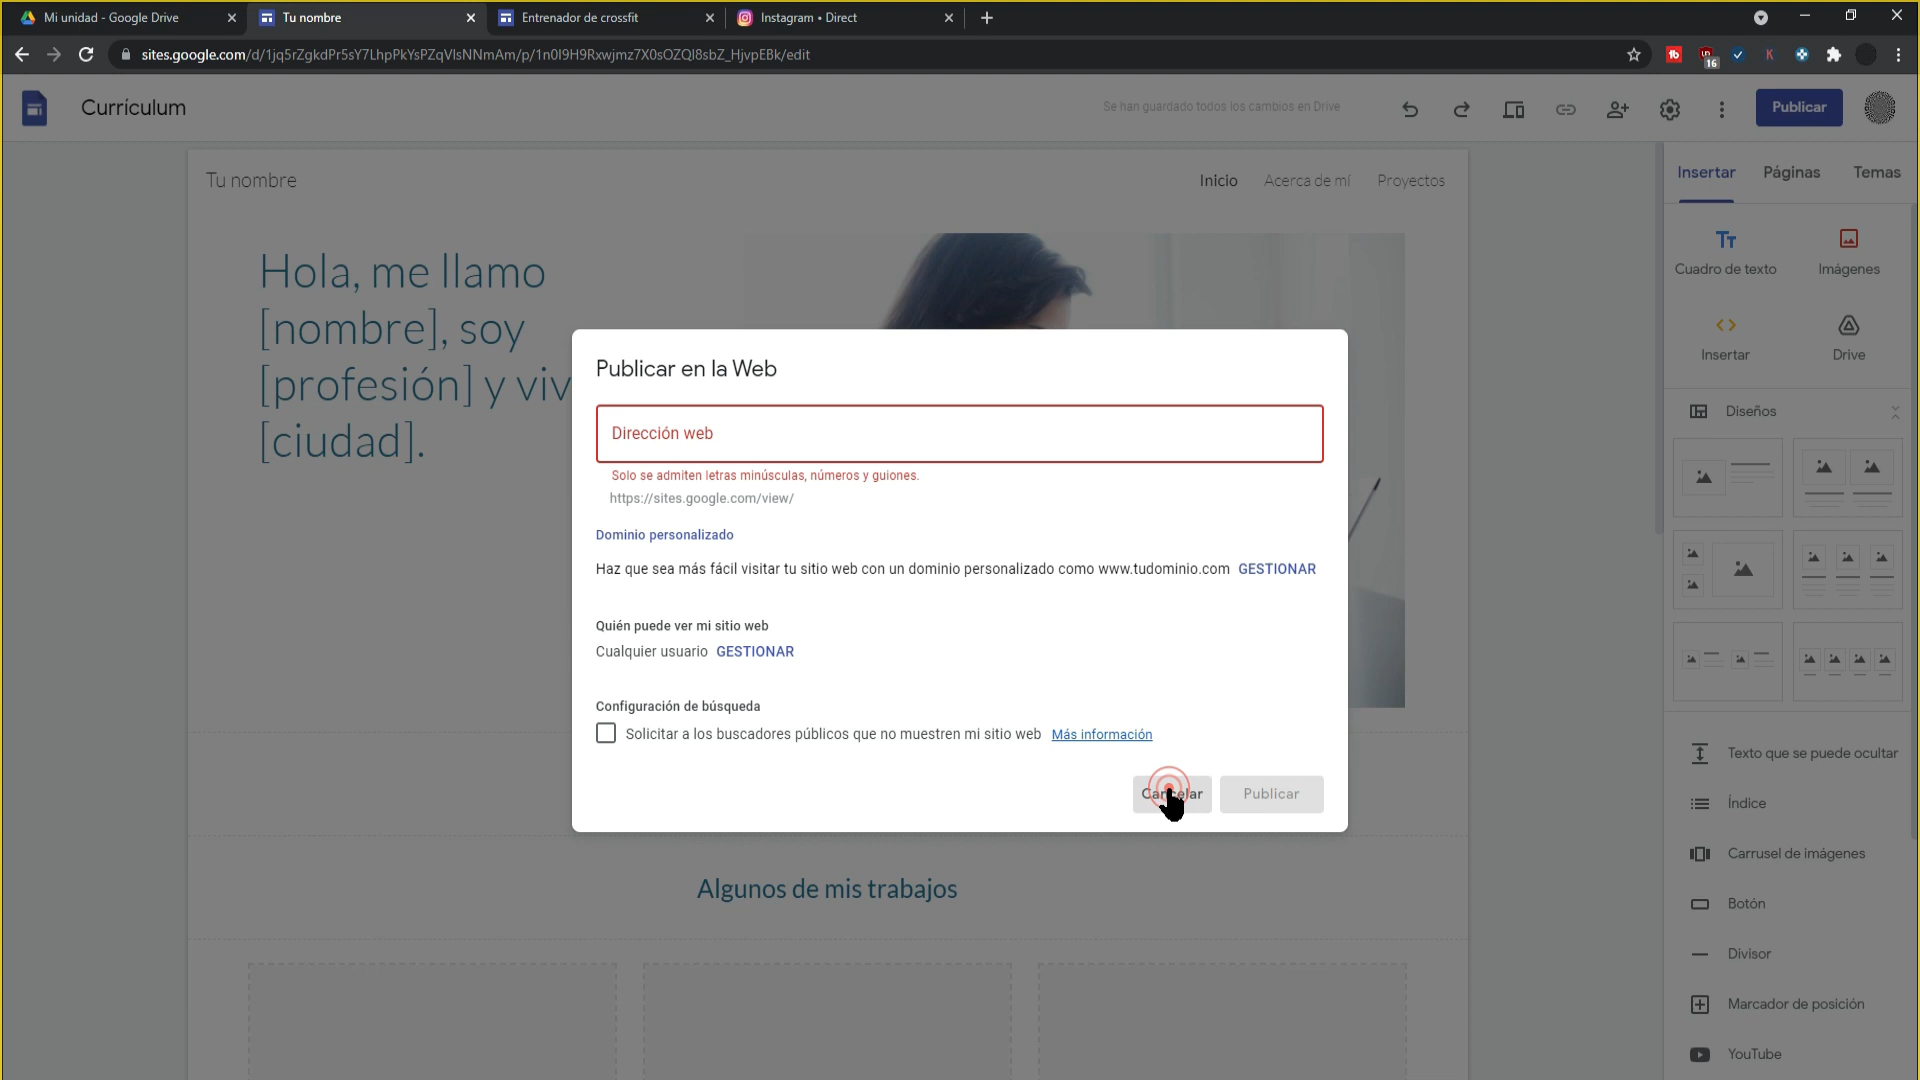 Mi unidad - Google Drive
Tu nombre
Entrenador de crossfit
Instagram • Direct
sites.google.com/d/1jq5rZgkdPr5sY7LhpPkYsPZqVlsNNmAm/p/1n0I9H9Rxwjmz7X0sOZQI8sbZ_HjvpEBk/edit
16
K
Currículum
Se han guardado todos los cambios en Drive
Publicar
Tu nombre
Inicio
Acerca de mí
Proyectos
Insertar
Páginas
Temas
Hola, me llamo
[nombre], soy
[profesión] y viv
[ciudad].
Tт
Cuadro de texto
Imágenes
Insertar
Drive
Diseños
Publicar en la Web
Dirección web
Solo se admiten letras minúsculas, números y guiones.
https://sites.google.com/view/
Dominio personalizado
Haz que sea más fácil visitar tu sitio web con un dominio personalizado como www.tudominio.com GESTIONAR
Quién puede ver mi sitio web
Cualquier usuario GESTIONAR
Configuración de búsqueda
Solicitar a los buscadores públicos que no muestren mi sitio web Más información
Cancelar
Publicar
Algunos de mis trabajos
Texto que se puede ocultar
Índice
Carrusel de imágenes
Botón
Divisor
Marcador de posición
YouTube